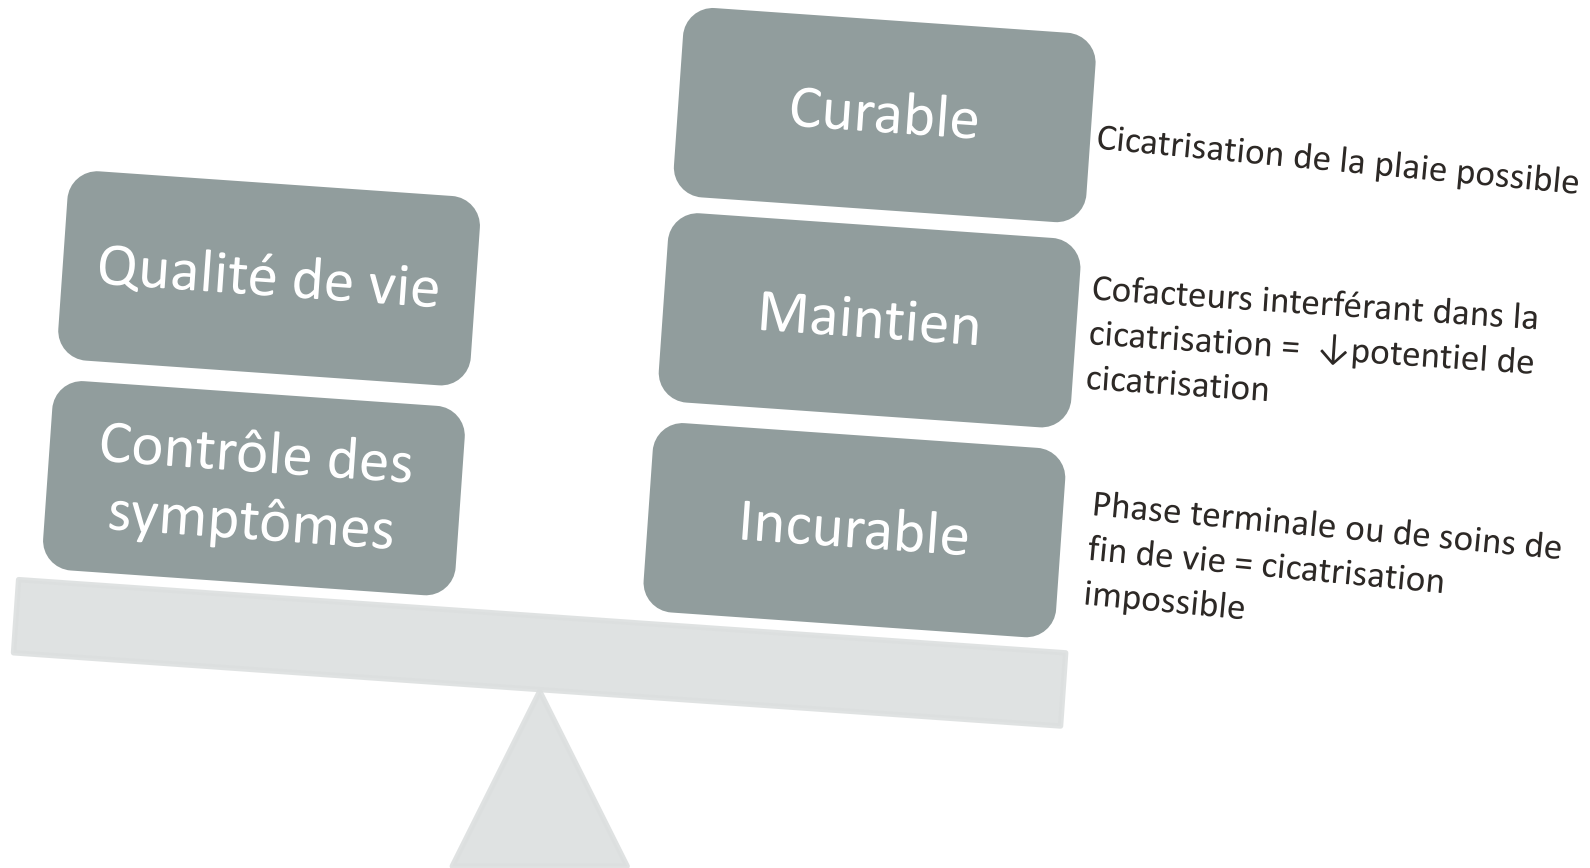 Curable
Cicatrisation de la plaie possible
Qualité de vie
Maintien
Cofacteurs interférant dans la
cicatrisation = ↓potentiel de
cicatrisation
Contrôle des
symptômes
Incurable
Phase terminale ou de soins de
fin de vie = cicatrisation
impossible